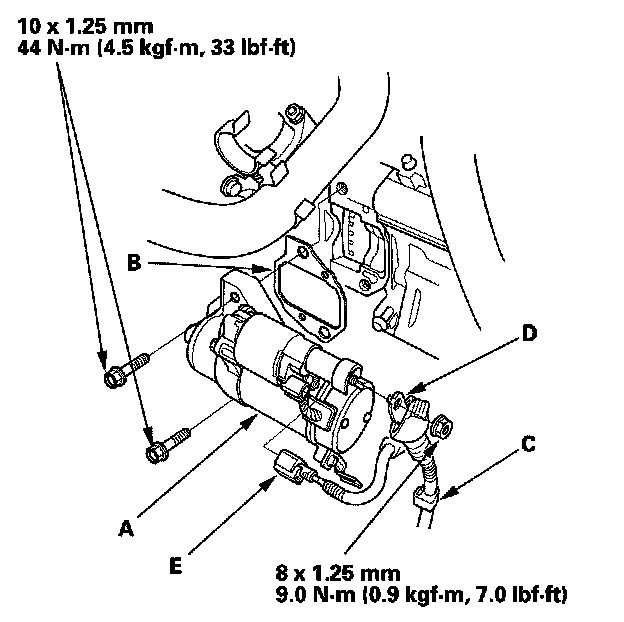 10 x 1.25 mm
44 N·m (4.5 kgf·m, 33 lbf·ft)
B
D
C
A
E
8 x 1.25 mm
9.0 N·m (0.9 kgf·m, 7.0 lbf·ft)